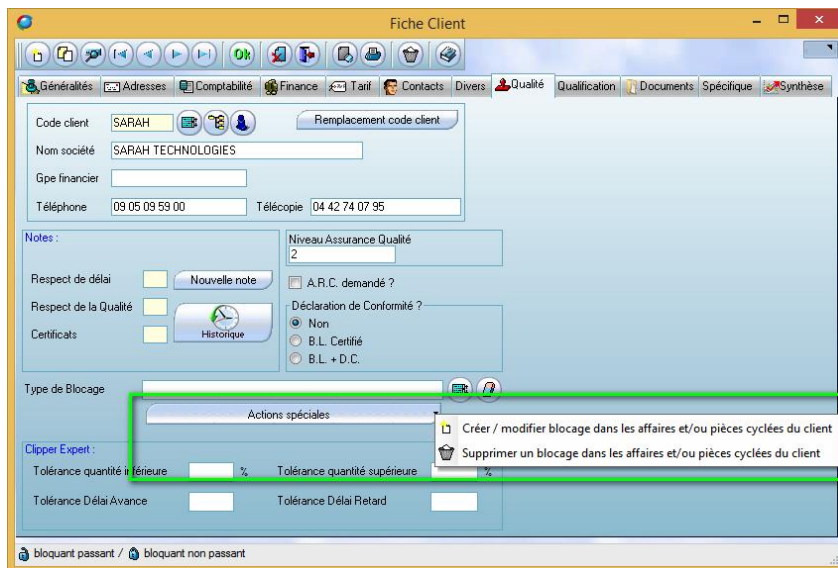 Fiche Client
Ok
Généralités Adresses Comptabilité Finance Tarif Contacts Divers Qualité Qualification Documents Spécifique Synthèse
Code client SARAH Remplacement code client
Nom société SARAH TECHNOLOGIES
Gpe financier
Téléphone 09 05 09 59 00 Télécopie 04 42 74 07 95
Notes : Niveau Assurance Qualité
2
Respect de délai Nouvelle note A.R.C. demandé ?
Respect de la Qualité Déclaration de Conformité ?
Non
Certificats Historique B.L. Certifié
B.L. + D.C.
Type de Blocage
Actions spéciales
Créer / modifier blocage dans les affaires et/ou pièces cyclées du client
Supprimer un blocage dans les affaires et/ou pièces cyclées du client
Clipper Expert :
Tolérance quantité inférieure % Tolérance quantité supérieure %
Tolérance Délai Avance Tolérance Délai Retard
bloquant passant / bloquant non passant